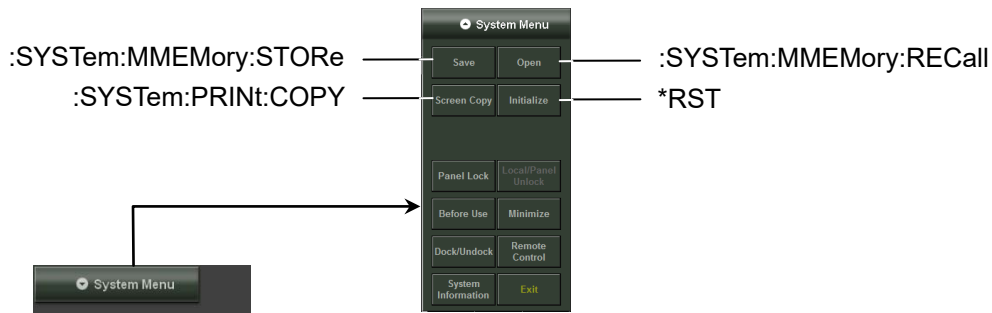 System Menu
:SYSTem:MMEMory:STORe
Save
Open
:SYSTem:MMEMory:RECall
:SYSTem:PRINt:COPY
Screen Copy
Initialize
*RST
Panel Lock
Local/Panel
Unlock
Before Use
Minimize
Dock/Undock
Remote
Control
System
Information
Exit
System Menu